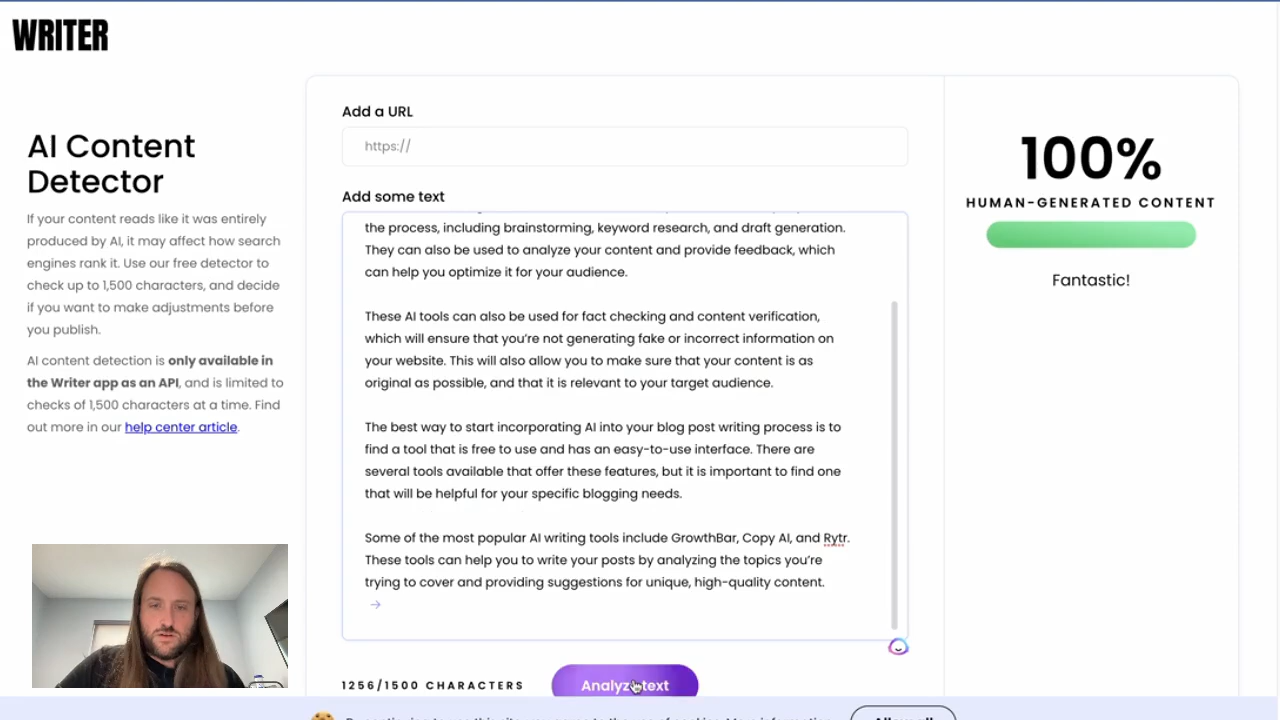 WRITER
AI Content
Detector
If your content reads like it was entirely
produced by AI, it may affect how search
engines rank it. Use our free detector to
check up to 1,500 characters, and decide
if you want to make adjustments before
you publish.
AI content detection is only available in
the Writer app as an API, and is limited to
checks of 1,500 characters at a time. Find
out more in our help center article.
Add a URL
https://
Add some text
the process, including brainstorming, keyword research, and draft generation.
They can also be used to analyze your content and provide feedback, which
can help you optimize it for your audience.
These AI tools can also be used for fact checking and content verification,
which will ensure that you're not generating fake or incorrect information on
your website. This will also allow you to make sure that your content is as
original as possible, and that it is relevant to your target audience.
The best way to start incorporating AI into your blog post writing process is to
find a tool that is free to use and has an easy-to-use interface. There are
several tools available that offer these features, but it is important to find one
that will be helpful for your specific blogging needs.
Some of the most popular AI writing tools include GrowthBar, Copy AI, and Rytr.
These tools can help you to write your posts by analyzing the topics you're
trying to cover and providing suggestions for unique, high-quality content.
1256/1500 CHARACTERS
Analyze text
100%
HUMAN-GENERATED CONTENT
Fantastic!